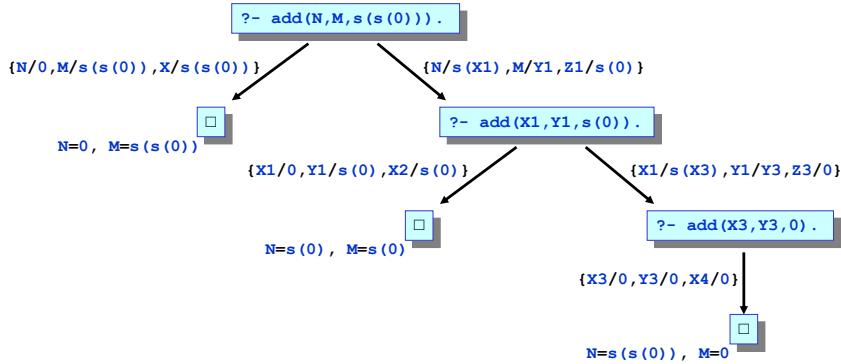 ?- add(N,M,s(s(0))).
{N/0,M/s(s(0)),X/s(s(0))}
{N/s(X1),M/Y1,Z1/s(0)}
□
?- add(X1,Y1,s(0)).
N=0, M=s(s(0))
{X1/0,Y1/s(0),X2/s(0)}
{X1/s(X3),Y1/Y3,Z3/0}
□
?- add(X3,Y3,0).
N=s(0), M=s(0)
{X3/0,Y3/0,X4/0}
□
N=s(s(0)), M=0